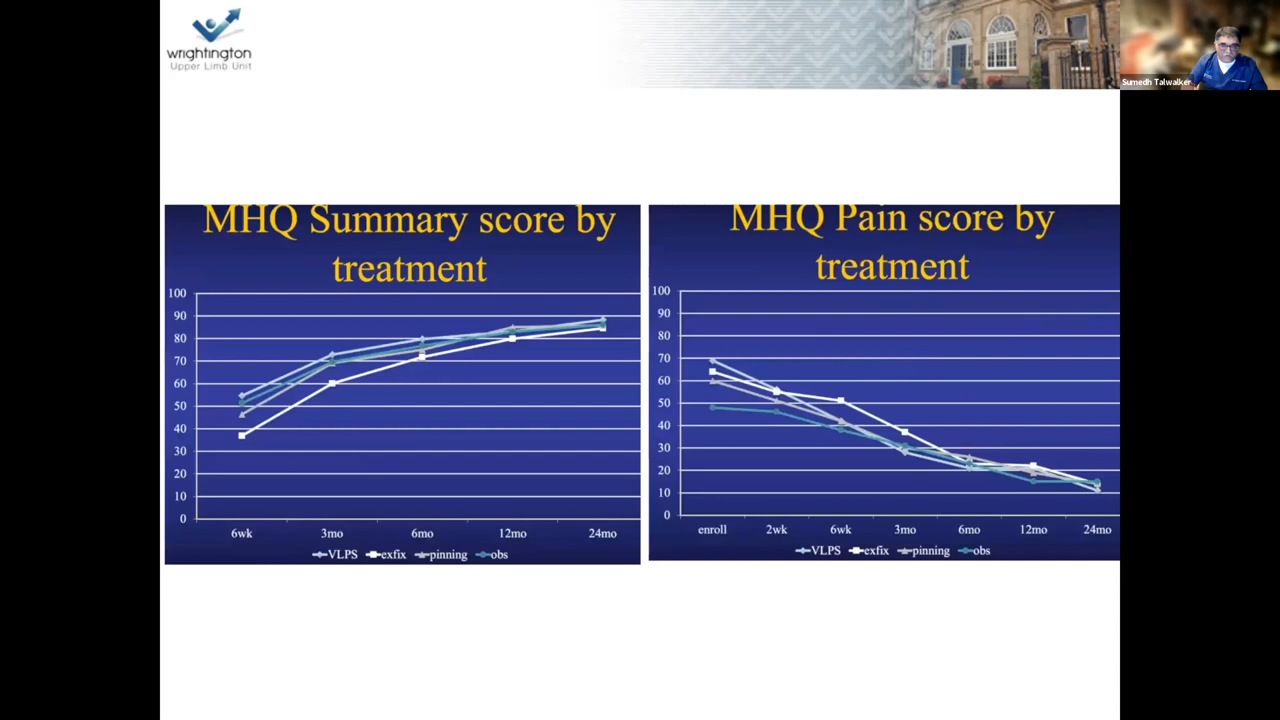 wrightington
Upper Limb Unit
Sumedh Talwalker
MHQ Summary score by
treatment
100
90
80
70
60
50
40
30
20
10
0
6wk 3mo 6mo 12mo 24mo
VLPS exfix pinning obs
MHQ Pain score by
treatment
100
90
80
70
60
50
40
30
20
10
0
enroll 2wk 6wk 3mo 6mo 12mo 24mo
VLPS exfix pinning obs